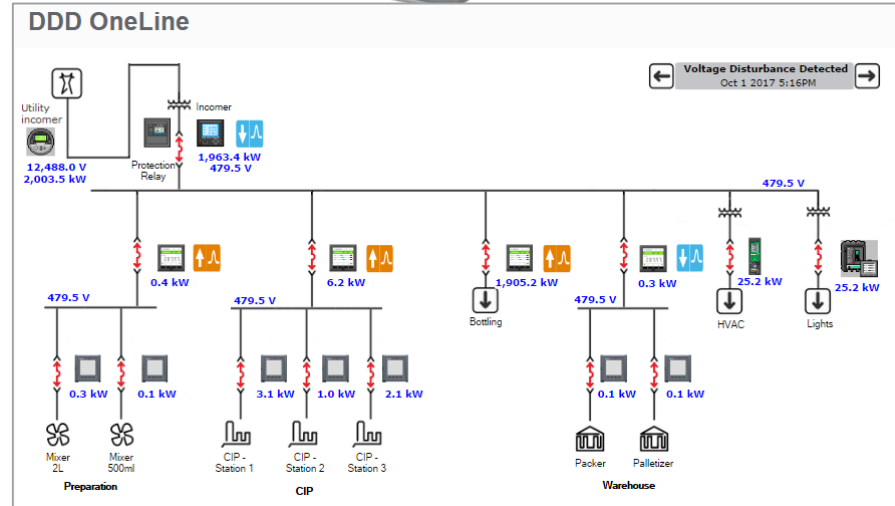 DDD OneLine
Voltage Disturbance Detected
Oct 1 2017 5:16PM
Utility
incomer
Incomer
12,488.0 V
2,003.5 kW
Protection
Relay
1,963.4 kW
479.5 V
479.5 V
0.4 kW
6.2 kW
1,905.2 kW
0.3 kW
25.2 kW
25.2 kW
479.5 V
479.5 V
479.5 V
Bottling
HVAC
Lights
0.3 kW
0.1 kW
3.1 kW
1.0 kW
2.1 kW
0.1 kW
0.1 kW
Mixer
2L
Mixer
500ml
CIP -
Station 1
CIP -
Station 2
CIP -
Station 3
Packer
Palletizer
Preparation
CIP
Warehouse